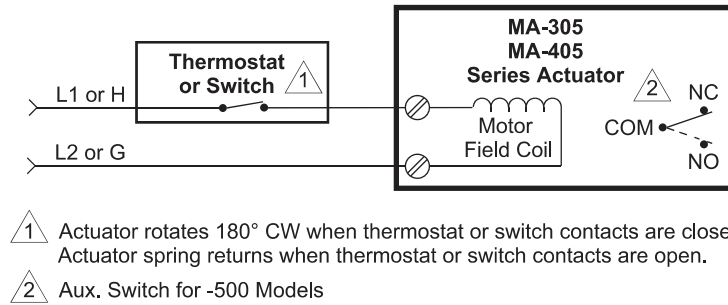 MA-305
MA-405
Series Actuator
Thermostat
or Switch
1
2
NC
L1 or H
COM
Motor
Field Coil
NO
L2 or G
1 Actuator rotates 180° CW when thermostat or switch contacts are close
Actuator spring returns when thermostat or switch contacts are open.
2 Aux. Switch for -500 Models